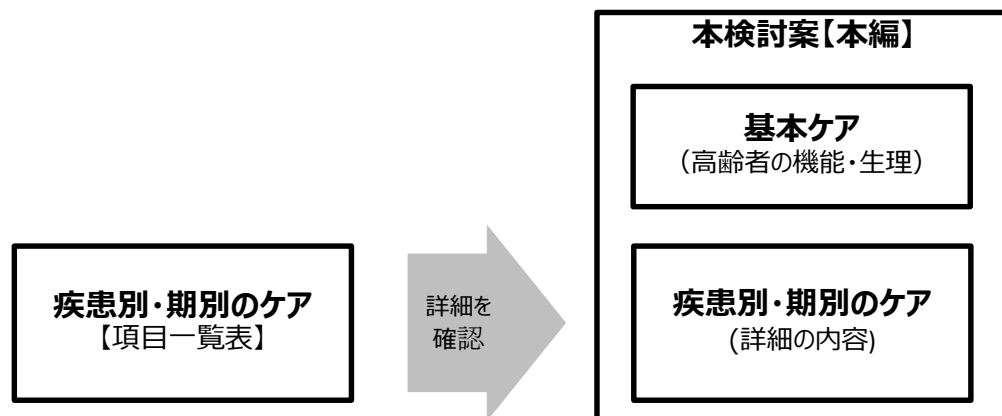 本検討案【本編】
基本ケア
(高齢者の機能・生理)
疾患別・期別のケア
【項目一覧表】
詳細を
確認
疾患別・期別のケア
(詳細の内容)